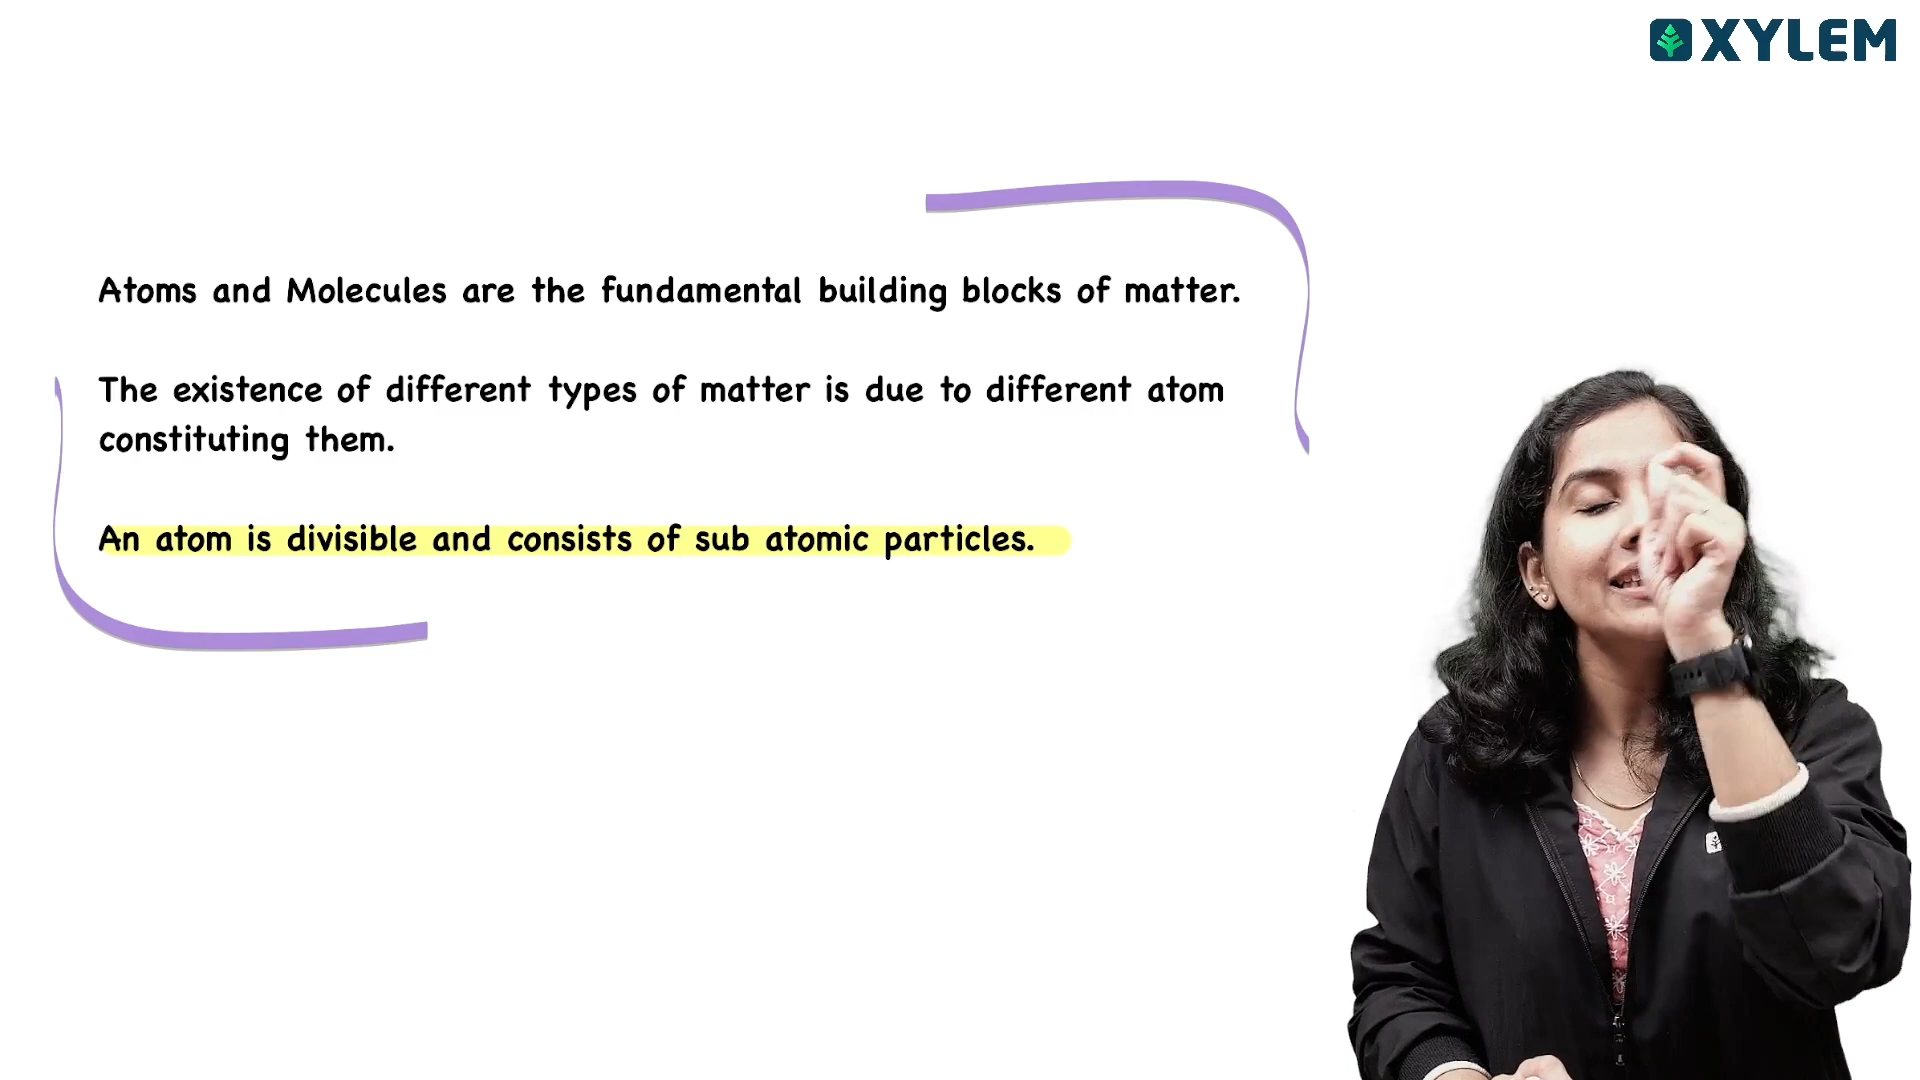 XYLEM
Atoms and Molecules are the fundamental building blocks of matter.
The existence of different types of matter is due to different atom
constituting them.
An atom is divisible and consists of sub atomic particles.